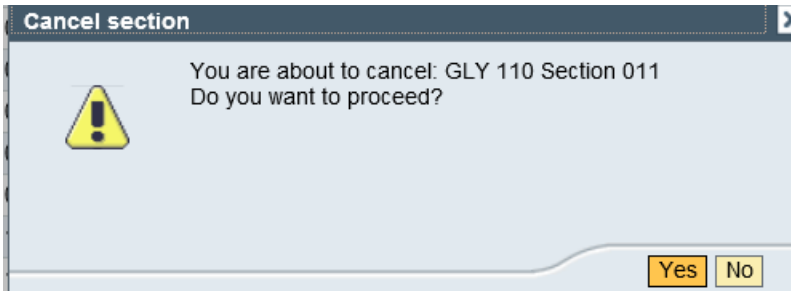 Cancel section
You are about to cancel: GLY 110 Section 011
Do you want to proceed?
Yes No